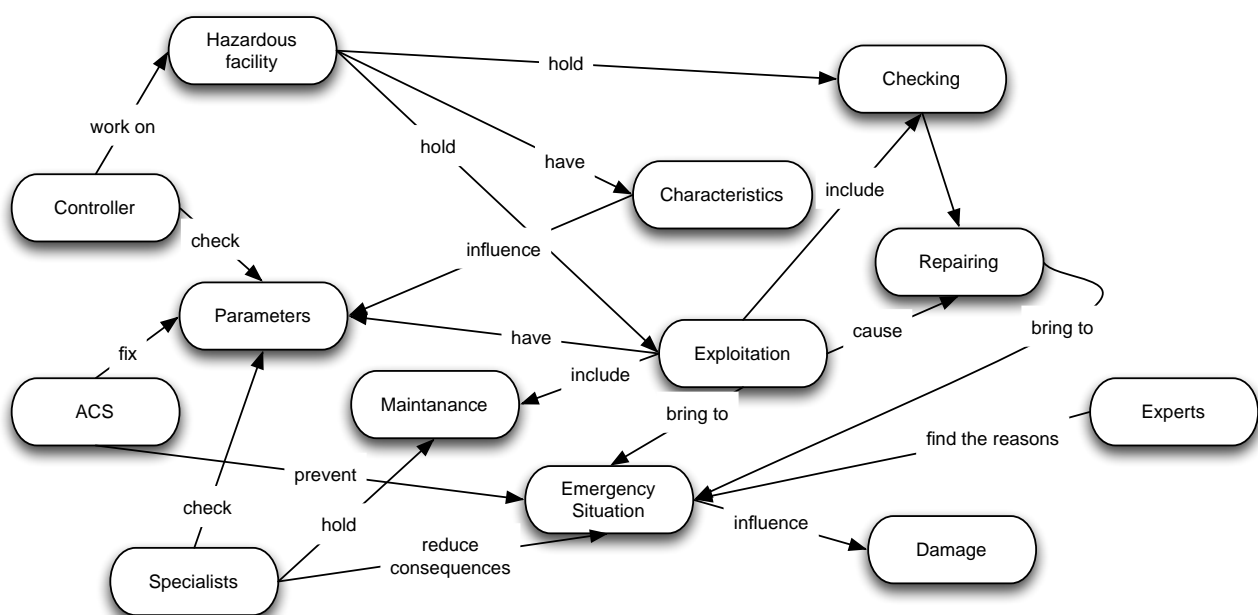 Hazardous
facility
hold
Checking
work on
hold
have
Characteristics
include
Controller
check
influence
Repairing
Parameters
have
Exploitation
cause
bring to
fix
include
ACS
Maintanance
bring to
Experts
find the reasons
prevent
Emergency
Situation
check
hold
influence
reduce
consequences
Damage
Specialists